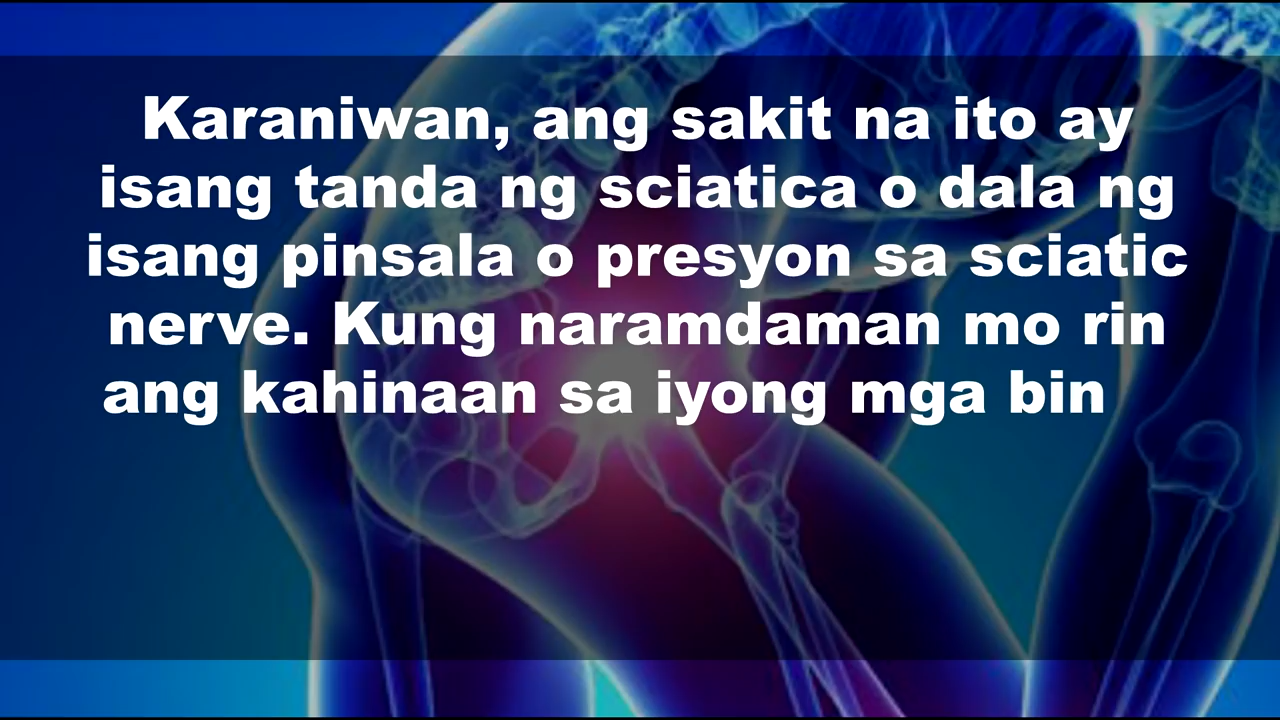 Karaniwan, ang sakit na ito ay
isang tanda ng sciatica o dala ng
isang pinsala o presyon sa sciatic
nerve. Kung naramdaman mo rin
ang kahinaan sa iyong mga bin